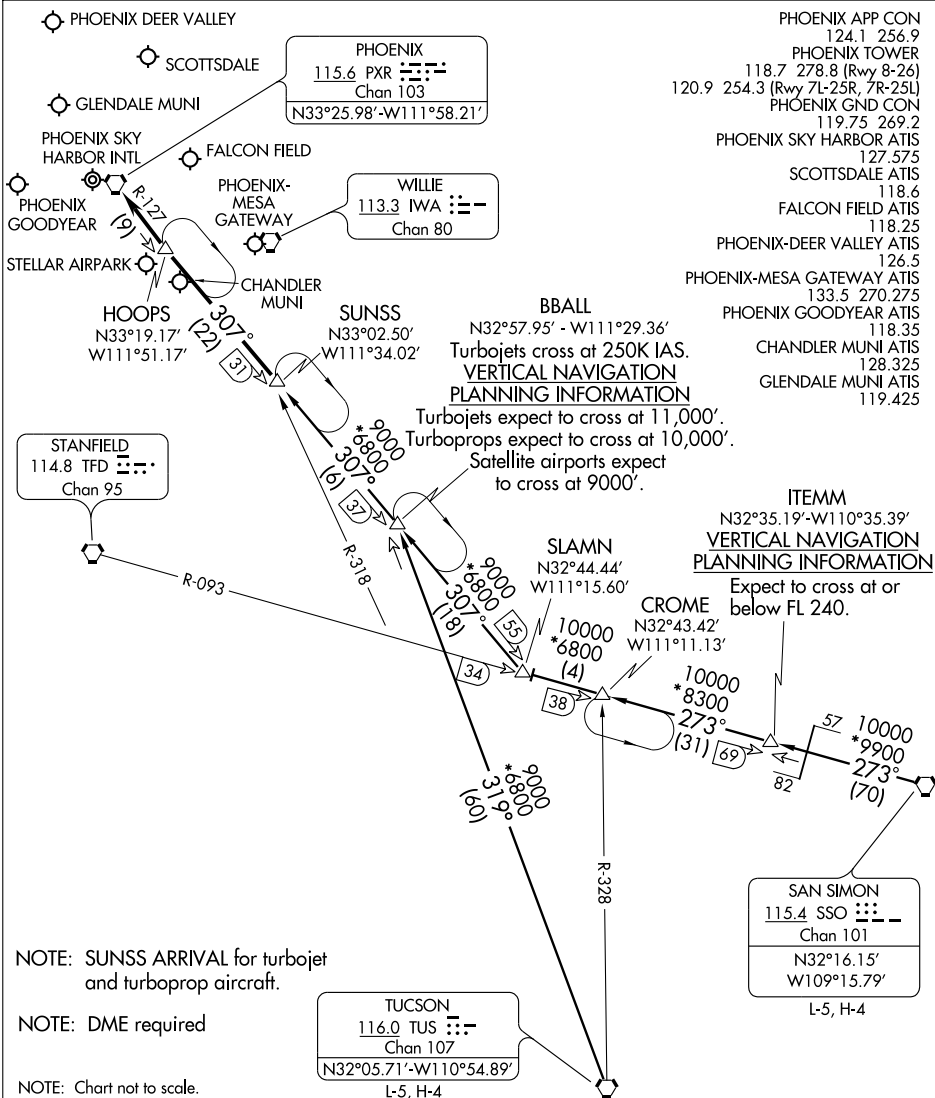 PHOENIX DEER VALLEY
SCOTTSDALE
GLENDALE MUNI
PHOENIX SKY
HARBOR INTL
FALCON FIELD
PHOENIX
GOODYEAR
PHOENIX-
MESA
GATEWAY
STELLAR AIRPARK
CHANDLER
MUNI
PHOENIX
115.6 PXR
Chan 103
N33°25.98'-W111°58.21'
WILLIE
113.3 IWA
Chan 80
PHOENIX APP CON
124.1 256.9
PHOENIX TOWER
118.7 278.8 (Rwy 8-26)
120.9 254.3 (Rwy 7L-25R, 7R-25L)
PHOENIX GND CON
119.75 269.2
PHOENIX SKY HARBOR ATIS
127.575
SCOTTSDALE ATIS
118.6
FALCON FIELD ATIS
118.25
PHOENIX-DEER VALLEY ATIS
126.5
PHOENIX-MESA GATEWAY ATIS
133.5 270.275
PHOENIX GOODYEAR ATIS
118.35
CHANDLER MUNI ATIS
128.325
GLENDALE MUNI ATIS
119.425
R-127
(9)
HOOPS
N33°19.17'
W111°51.17'
307°
(22)
31
SUNSS
N33°02.50'
W111°34.02'
BBALL
N32°57.95' - W111°29.36'
Turbojets cross at 250K IAS.
VERTICAL NAVIGATION
PLANNING INFORMATION
Turbojets expect to cross at 11,000'.
Turboprops expect to cross at 10,000'.
Satellite airports expect
to cross at 9000'.
9000
*6800
307°
(6)
37
STANFIELD
114.8 TFD
Chan 95
R-093
R-318
9000
*6800
307°
(18)
55
SLAMN
N32°44.44'
W111°15.60'
34
10000
*6800
(4)
38
CROME
N32°43.42'
W111°11.13'
ITEMM
N32°35.19'-W110°35.39'
VERTICAL NAVIGATION
PLANNING INFORMATION
Expect to cross at or
below FL 240.
10000
*8300
273°
(31)
69
57
82
10000
*9900
273°
(70)
9000
*6800
319°
(60)
R-328
SAN SIMON
115.4 SSO
Chan 101
N32°16.15'
W109°15.79'
L-5, H-4
TUCSON
116.0 TUS
Chan 107
N32°05.71'-W110°54.89'
L-5, H-4
NOTE: SUNSS ARRIVAL for turbojet
and turboprop aircraft.
NOTE: DME required
NOTE: Chart not to scale.